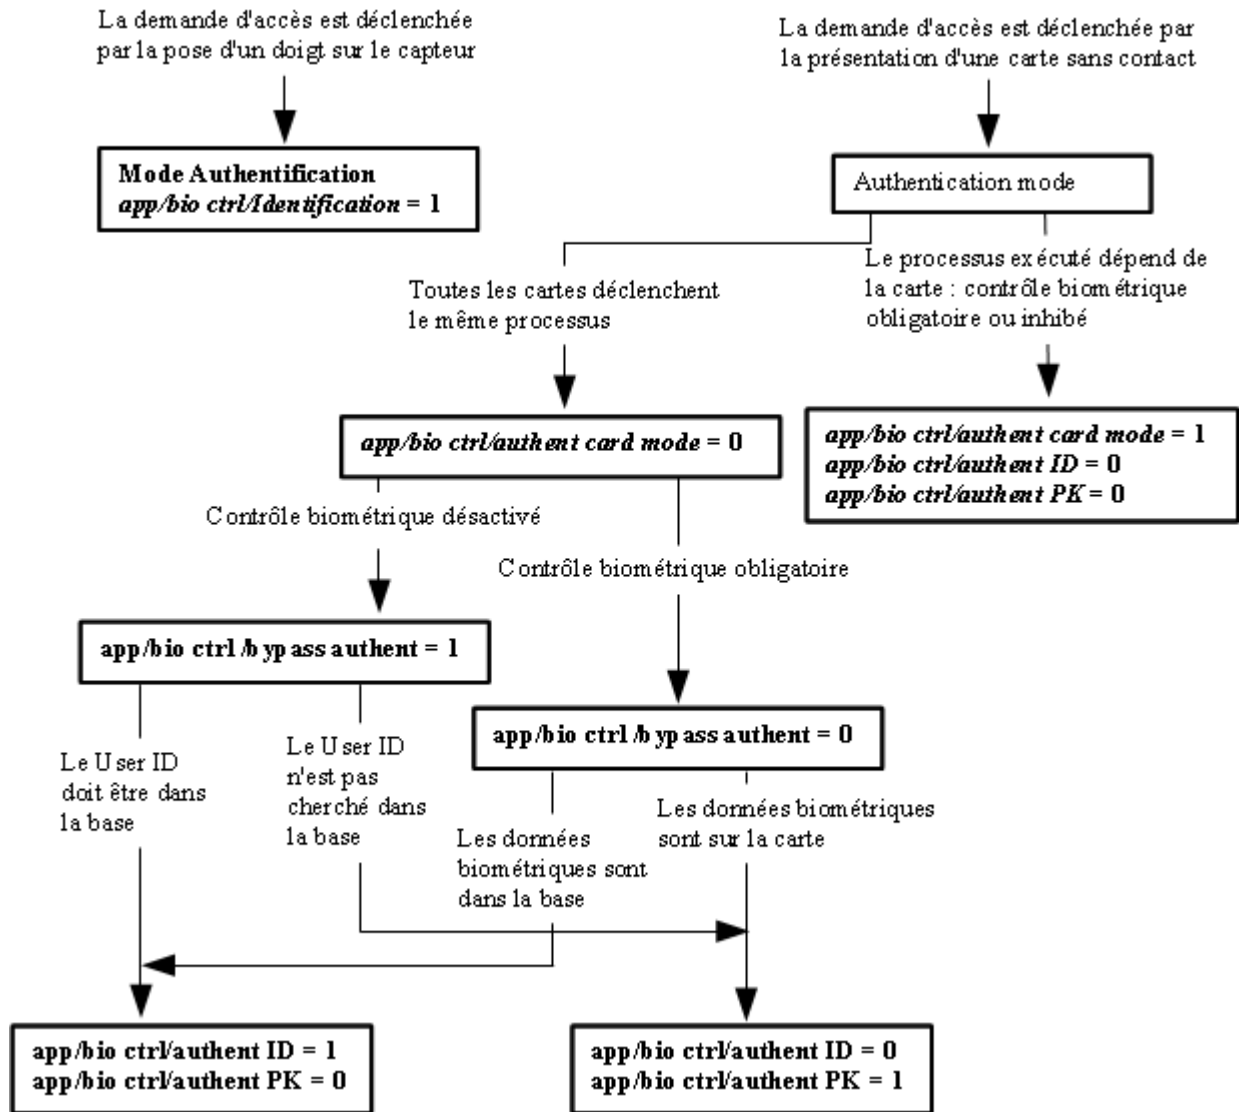 La demande d'accès est déclenchée
par la pose d'un doigt sur le capteur
La demande d'accès est déclenchée par
la présentation d'une carte sans contact
Mode Authentification
app/bio ctrl/Identification = 1
Authentication mode
Toutes les cartes déclenchent
le même processus
Le processus exécuté dépend de
la carte : contrôle biométrique
obligatoire ou inhibé
app/bio ctrl/authent card mode = 0
app/bio ctrl/authent card mode = 1
app/bio ctrl/authent ID = 0
app/bio ctrl/authent PK = 0
Contrôle biométrique désactivé
Contrôle biométrique obligatoire
app/bio ctrl/bypass authent = 1
app/bio ctrl/bypass authent = 0
Le User ID
doit être dans
la base
Le User ID
n'est pas
cherché dans
la base
Les données
biométriques sont
dans la base
Les données biométriques
sont sur la carte
app/bio ctrl/authent ID = 1
app/bio ctrl/authent PK = 0
app/bio ctrl/authent ID = 0
app/bio ctrl/authent PK = 1